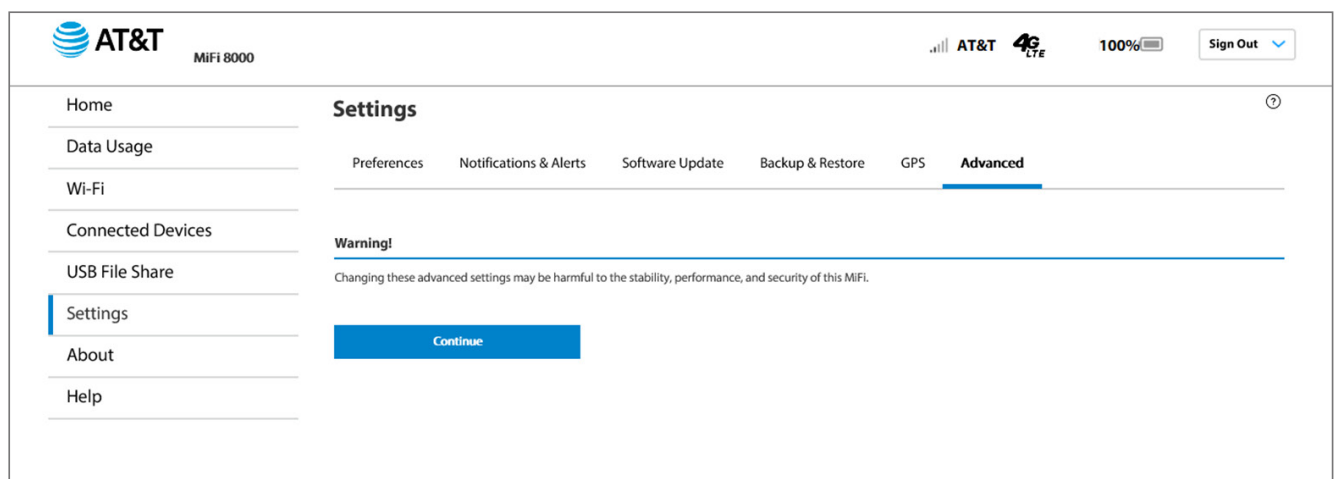 AT&T
MiFi 8000
AT&T 4G LTE 100% Sign Out
Home
Data Usage
Wi-Fi
Connected Devices
USB File Share
Settings
About
Help
Settings
?
Preferences Notifications & Alerts Software Update Backup & Restore GPS Advanced
Warning!
Changing these advanced settings may be harmful to the stability, performance, and security of this MiFi.
Continue